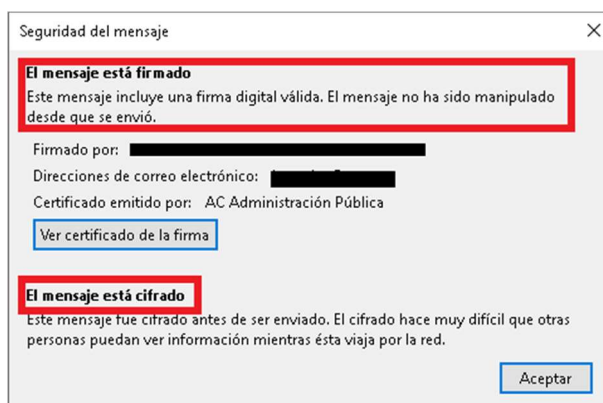 Seguridad del mensaje
El mensaje está firmado
Este mensaje incluye una firma digital válida. El mensaje no ha sido manipulado
desde que se envió.
Firmado por:
Direcciones de correo electrónico:
Certificado emitido por: AC Administración Pública
Ver certificado de la firma
El mensaje está cifrado
Este mensaje fue cifrado antes de ser enviado. El cifrado hace muy difícil que otras
personas puedan ver información mientras ésta viaja por la red.
Aceptar